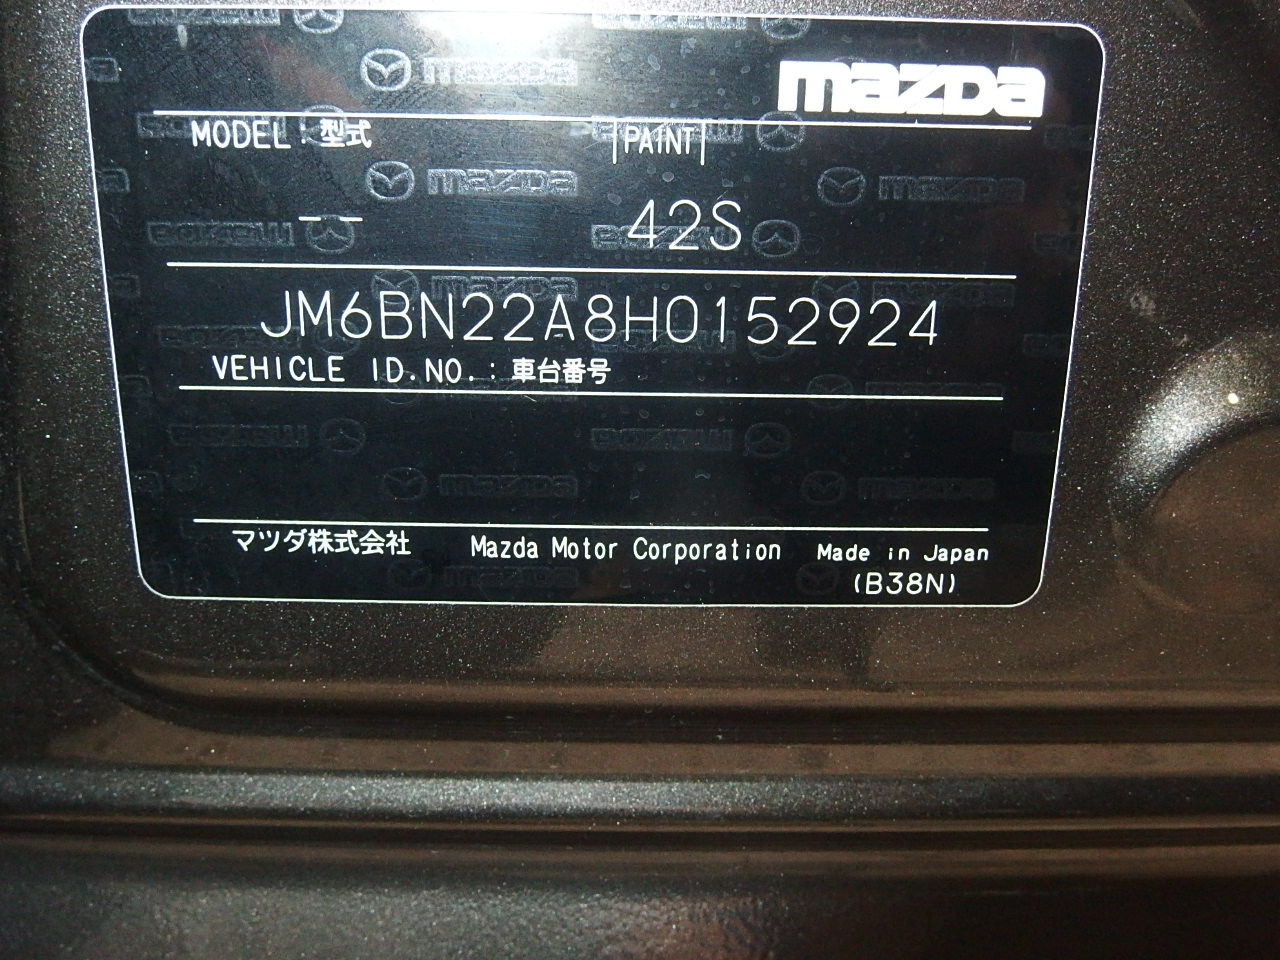 mazda
MODEL : 型式 PAINT
-- 42S
JM6BN22A8H0152924
VEHICLE ID.NO.: 車台番号
マツダ株式会社 Mazda Motor Corporation Made in Japan
(B38N)